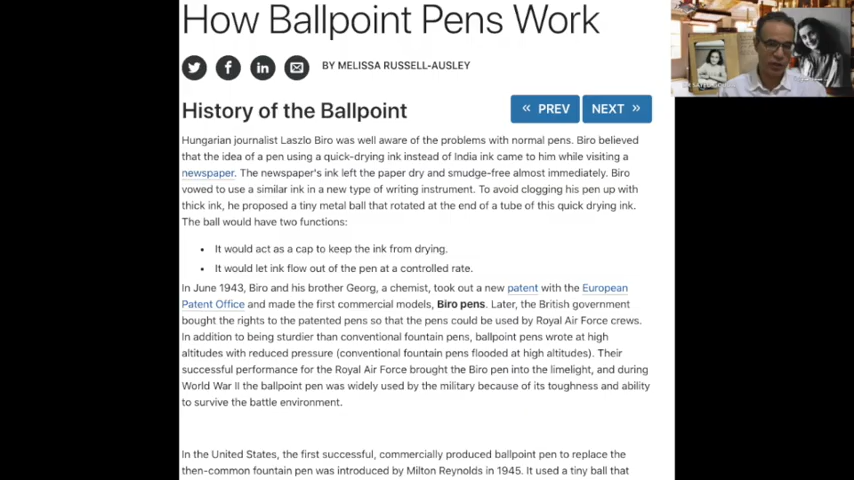 How Ballpoint Pens Work
BY MELISSA RUSSELL-AUSLEY
History of the Ballpoint
« PREV
NEXT »
Hungarian journalist Laszlo Biro was well aware of the problems with normal pens. Biro believed
that the idea of a pen using a quick-drying ink instead of India ink came to him while visiting a
newspaper. The newspaper's ink left the paper dry and smudge-free almost immediately. Biro
vowed to use a similar ink in a new type of writing instrument. To avoid clogging his pen up with
thick ink, he proposed a tiny metal ball that rotated at the end of a tube of this quick drying ink.
The ball would have two functions:
• It would act as a cap to keep the ink from drying.
• It would let ink flow out of the pen at a controlled rate.
In June 1943, Biro and his brother Georg, a chemist, took out a new patent with the European
Patent Office and made the first commercial models, Biro pens. Later, the British government
bought the rights to the patented pens so that the pens could be used by Royal Air Force crews.
In addition to being sturdier than conventional fountain pens, ballpoint pens wrote at high
altitudes with reduced pressure (conventional fountain pens flooded at high altitudes). Their
successful performance for the Royal Air Force brought the Biro pen into the limelight, and during
World War II the ballpoint pen was widely used by the military because of its toughness and ability
to survive the battle environment.
In the United States, the first successful, commercially produced ballpoint pen to replace the
then-common fountain pen was introduced by Milton Reynolds in 1945. It used a tiny ball that